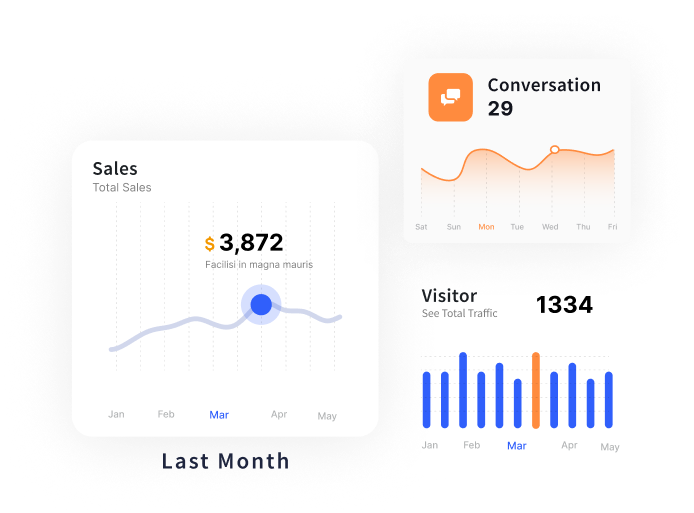 Conversation
29
Sat Sun Mon Tue Wed Thu Fri
Sales
Total Sales
$ 3,872
Facilisi in magna mauris
Jan Feb Mar Apr May
Last Month
Visitor
See Total Traffic
1334
Jan Feb Mar Apr May